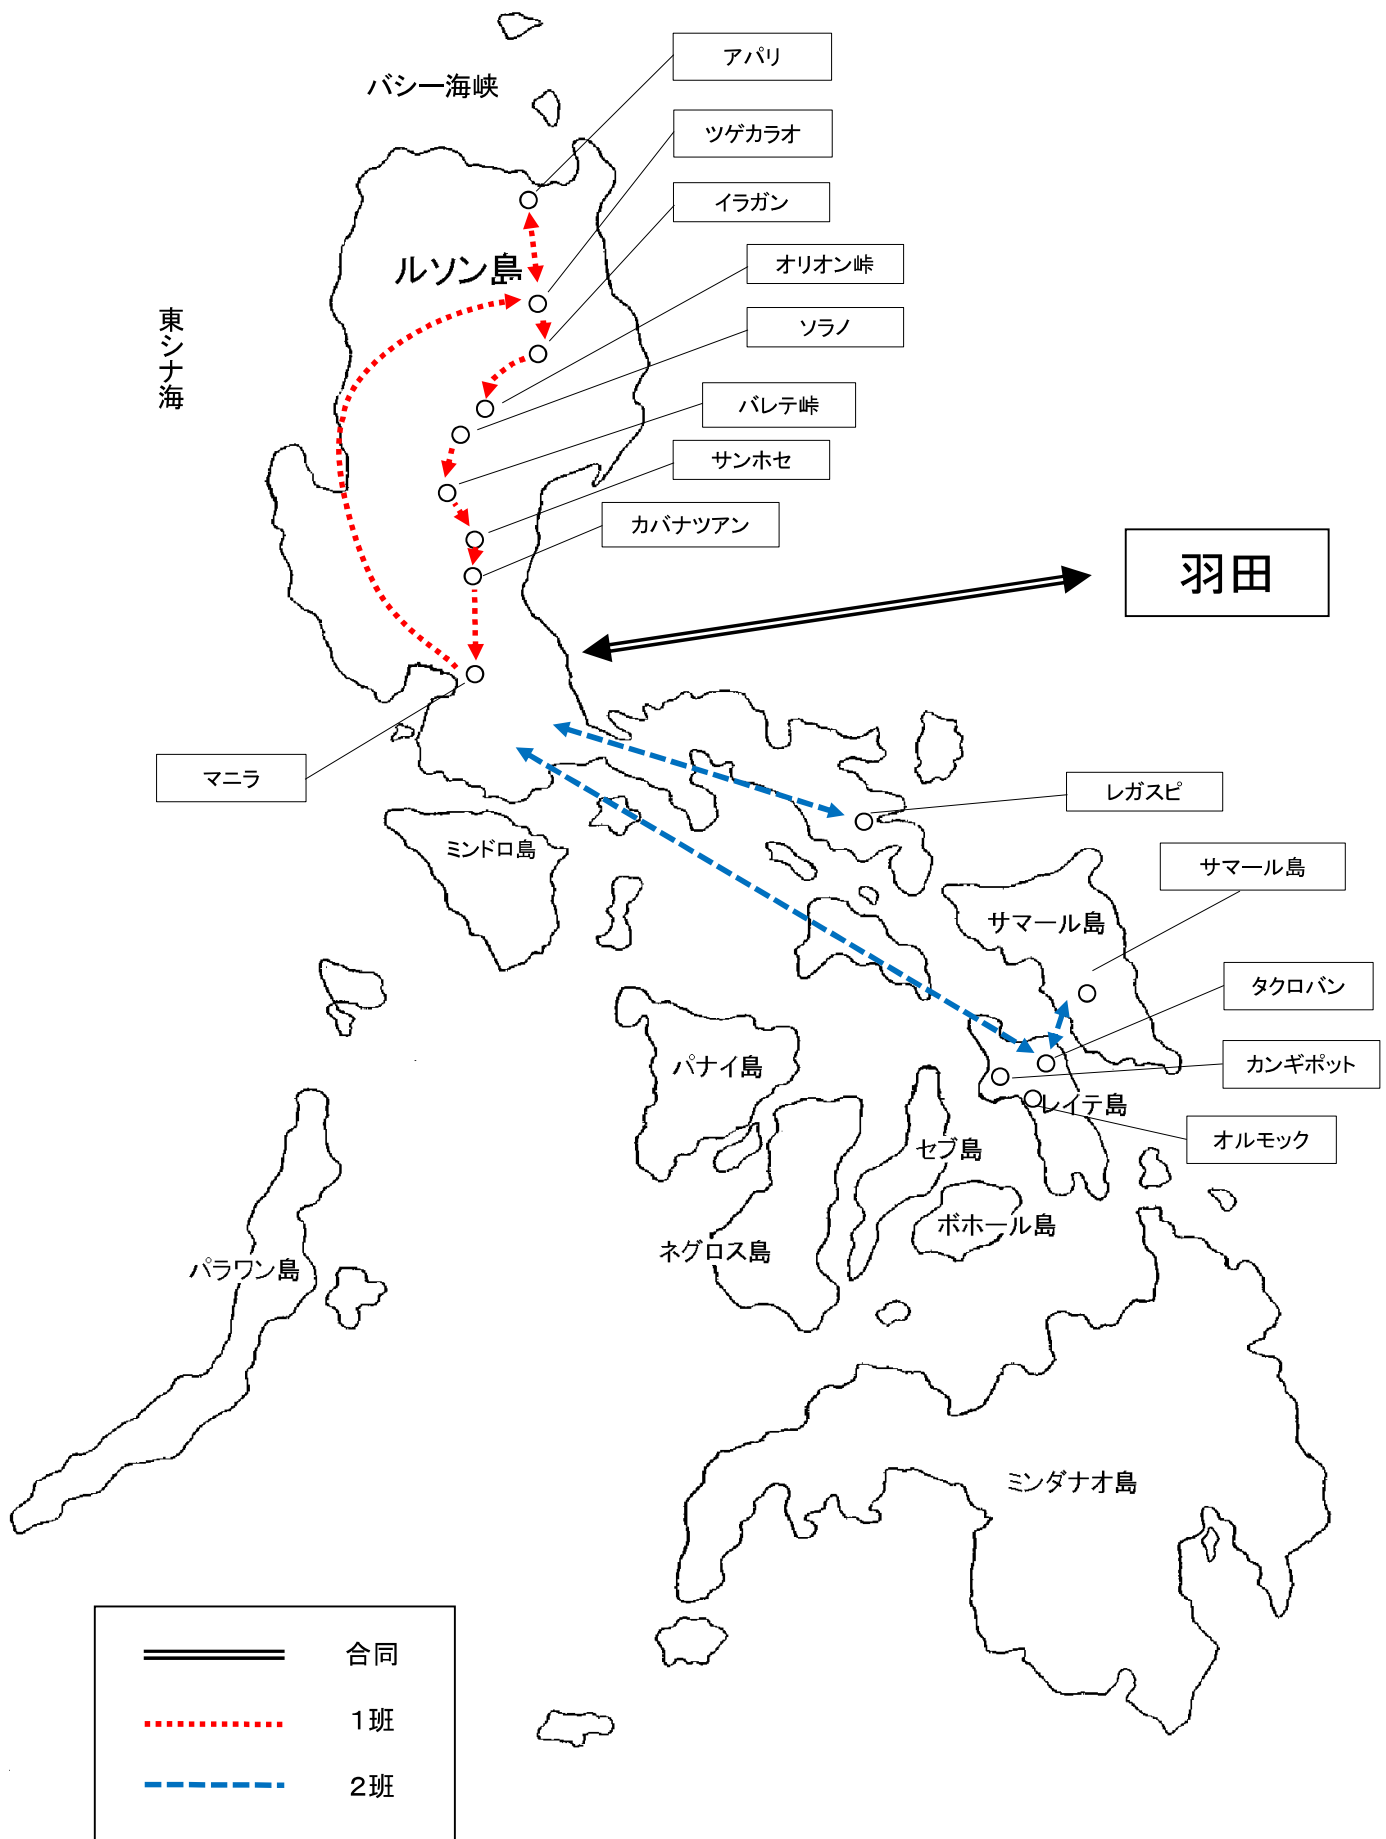 アパリ
バシー海峡
ツゲカラオ
イラガン
ルソン島
オリオン峠
ソラノ
東シナ海
バレテ峠
サンホセ
カバナツアン
羽田
マニラ
レガスピ
ミンドロ島
サマール島
サマール島
タクロバン
カンギポット
パナイ島
レイテ島
オルモック
セブ島
ボホール島
ネグロス島
パラワン島
ミンダナオ島
合同
１班
２班